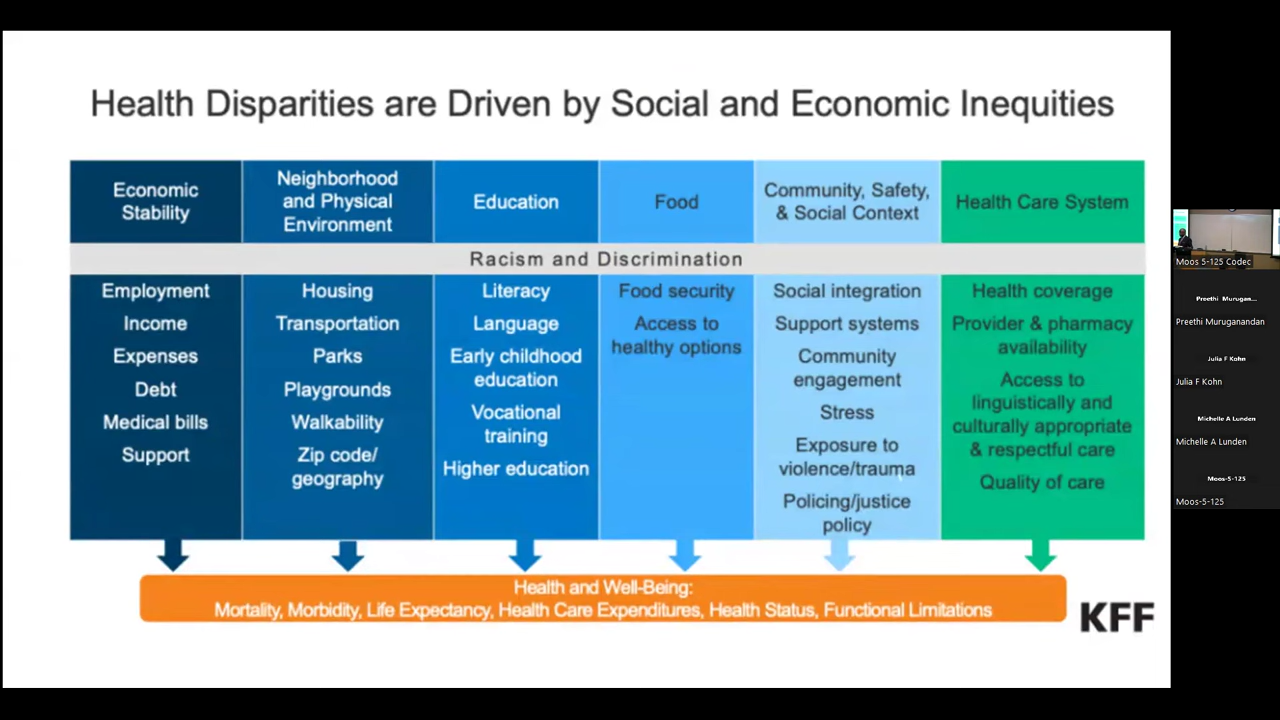 Health Disparities are Driven by Social and Economic Inequities
Economic
Stability
Neighborhood
and Physical
Environment
Education
Food
Community, Safety,
& Social Context
Health Care System
Racism and Discrimination
Employment
Income
Expenses
Debt
Medical bills
Support
Housing
Transportation
Parks
Playgrounds
Walkability
Zip code/
geography
Literacy
Language
Early childhood
education
Vocational
training
Higher education
Food security
Access to
healthy options
Social integration
Support systems
Community
engagement
Stress
Exposure to
violence/trauma
Policing/justice
policy
Health coverage
Provider & pharmacy
availability
Access to
linguistically and
culturally appropriate
& respectful care
Quality of care
Health and Well-Being:
Mortality, Morbidity, Life Expectancy, Health Care Expenditures, Health Status, Functional Limitations
KFF
Moos 5-125 Codec
Preethi Murugan...
Preethi Muruganandan
Julia F Kohn
Julia F Kohn
Michelle A Lunden
Michelle A Lunden
Moos-5-125
Moos-5-125